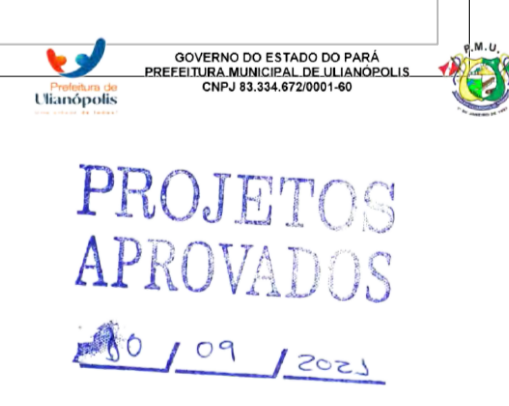 GOVERNO DO ESTADO DO PARÁ
PREFEITURA MUNICIPAL DE ULIANÓPOLIS
CNPJ 83.334.672/0001-60
Prefeitura de
Ulianópolis
P.M.U.
PROJETOS
APROVADOS
/ 09 / 2021